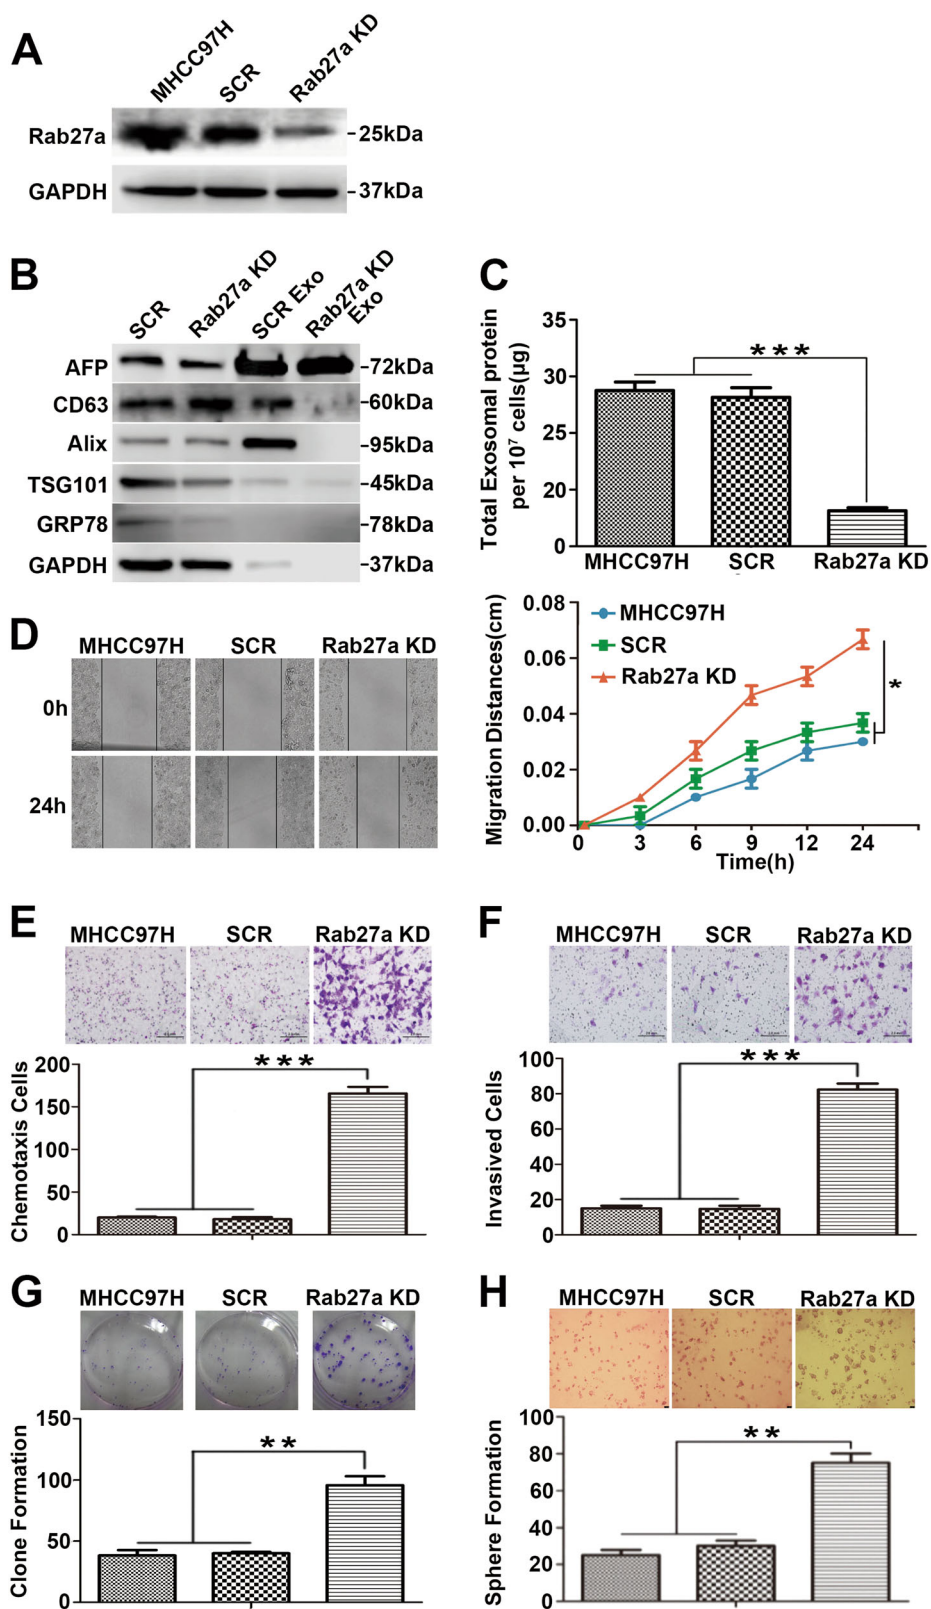 A
MHCC97H
SCR
Rab27a KD
Rab27a
-25kDa
GAPDH
-37kDa
B
SCR
Rab27a KD
SCR Exo
Rab27a KD
Exo
AFP
-72kDa
CD63
-60kDa
Alix
-95kDa
TSG101
-45kDa
GRP78
-78kDa
GAPDH
-37kDa
C
Total Exosomal protein
per 10⁷ cells(µg)
35
30
25
20
0
***
MHCC97H SCR Rab27a KD
D
MHCC97H SCR Rab27a KD
0h
24h
Migration Distances(cm)
0.08
0.06
0.04
0.02
0.00
MHCC97H
SCR
Rab27a KD
*
0 3 6 9 12 24
Time(h)
E
MHCC97H SCR Rab27a KD
Chemotaxis Cells
200
150
100
50
0
***
F
MHCC97H SCR Rab27a KD
Invasived Cells
100
80
60
40
20
0
***
G
MHCC97H SCR Rab27a KD
Clone Formation
150
100
50
0
**
H
MHCC97H SCR Rab27a KD
Sphere Formation
100
80
60
40
20
0
**